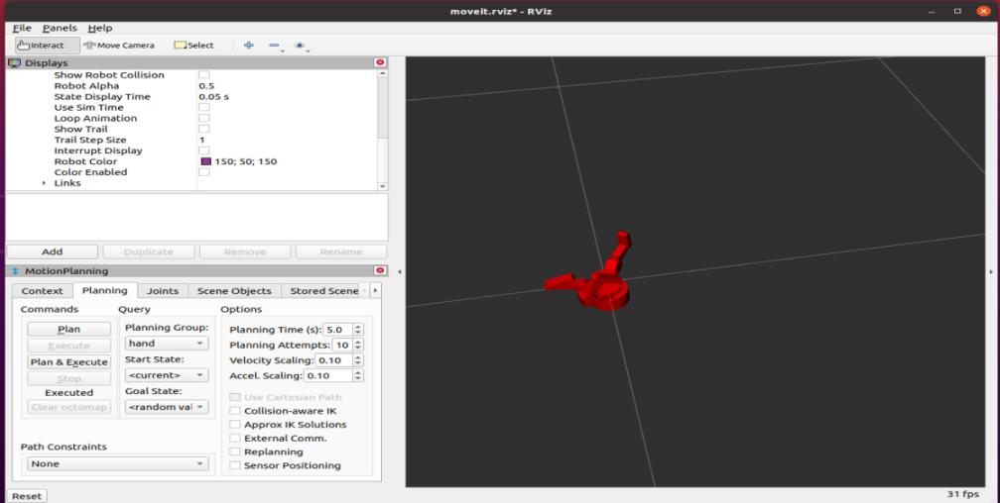 moveit.rviz* - RViz
File Panels Help
Interact Move Camera Select
Displays
Show Robot Collision
Robot Alpha 0.5
State Display Time 0.05 s
Use Sim Time
Loop Animation
Show Trail
Trail Step Size 1
Interrupt Display
Robot Color 150; 50; 150
Color Enabled
Links
Add Duplicate Remove Rename
MotionPlanning
Context Planning Joints Scene Objects Stored Scene
Commands Query Options
Plan
Execute
Plan & Execute
Stop
Executed
Clear octomap
Planning Group:
hand
Start State:
<current>
Goal State:
<random val
Planning Time (s): 5.0
Planning Attempts: 10
Velocity Scaling: 0.10
Accel. Scaling: 0.10
Use Cartesian Path
Collision-aware IK
Approx IK Solutions
External Comm.
Replanning
Sensor Positioning
Path Constraints
None
Reset
31 fps